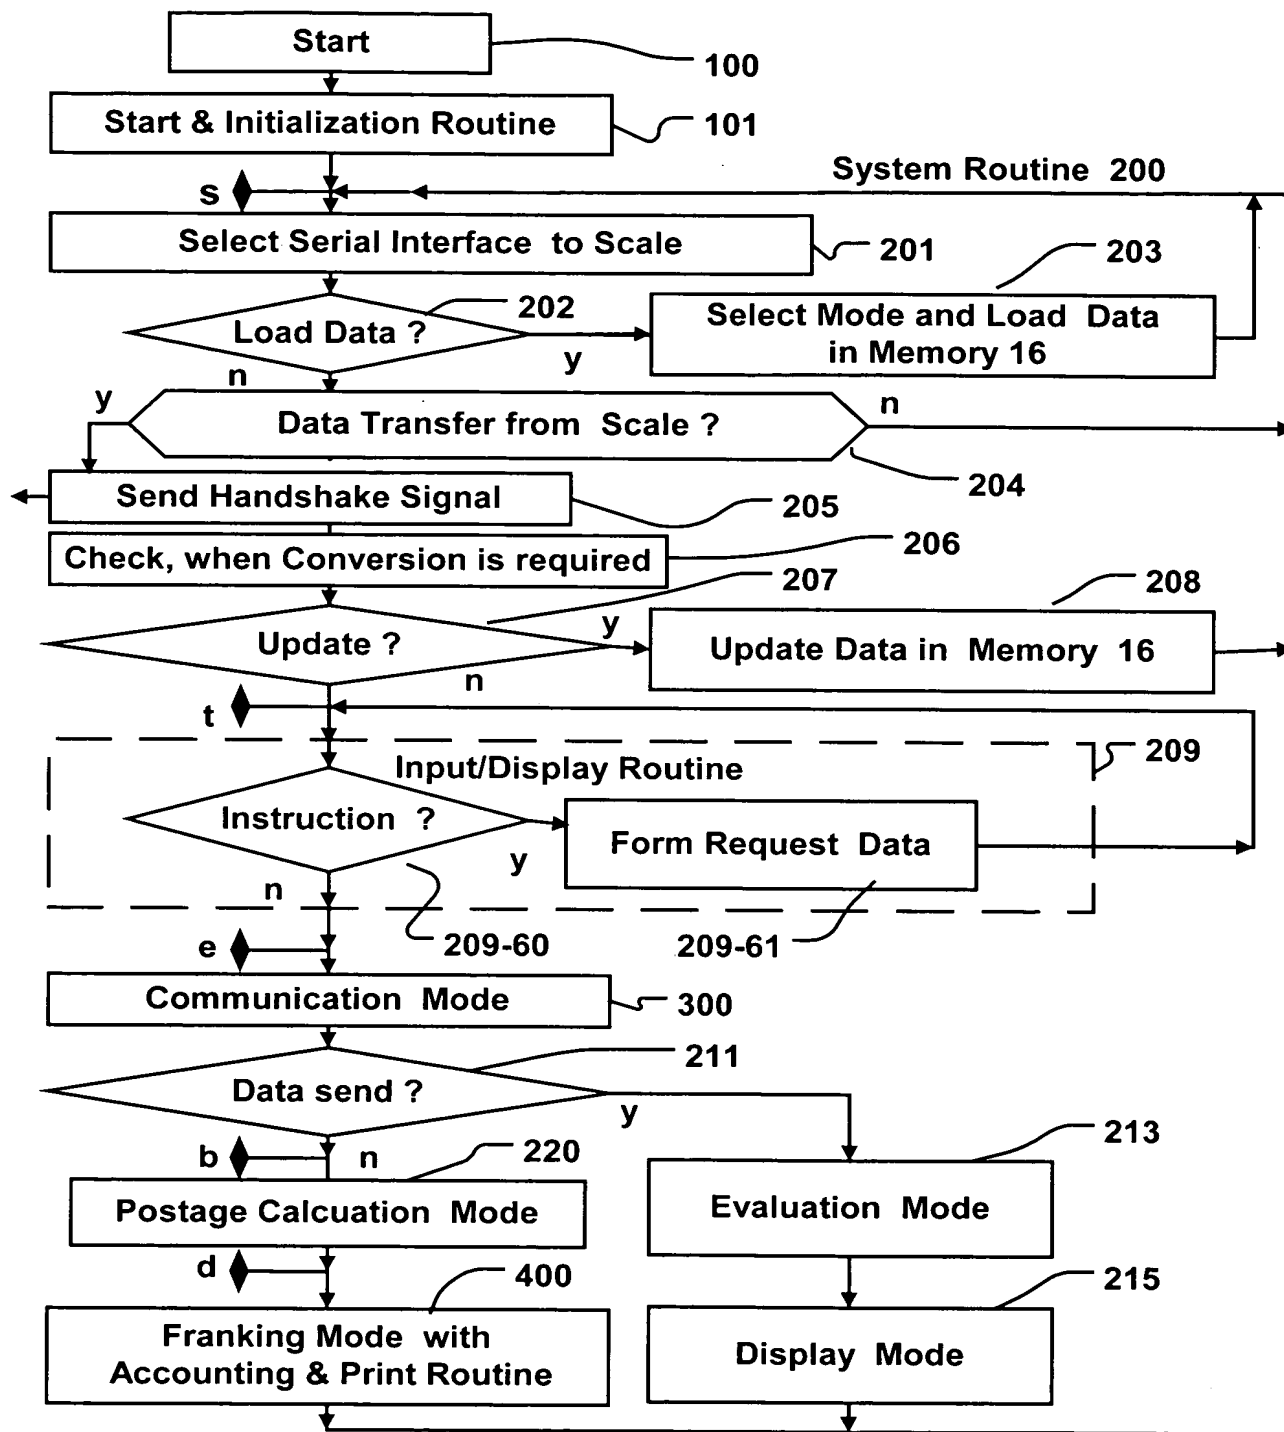 Start
100
Start & Initialization Routine
101
System Routine 200
s
Select Serial Interface to Scale
201
203
202
Load Data ?
y
Select Mode and Load Data
in Memory 16
n
y
Data Transfer from Scale ?
n
204
Send Handshake Signal
205
Check, when Conversion is required
206
207
208
Update ?
y
Update Data in Memory 16
n
t
209
Input/Display Routine
Instruction ?
y
Form Request Data
n
209-60
209-61
e
Communication Mode
300
211
Data send ?
y
213
b
n
220
Postage Calcuation Mode
Evaluation Mode
d
400
215
Franking Mode with
Accounting & Print Routine
Display Mode